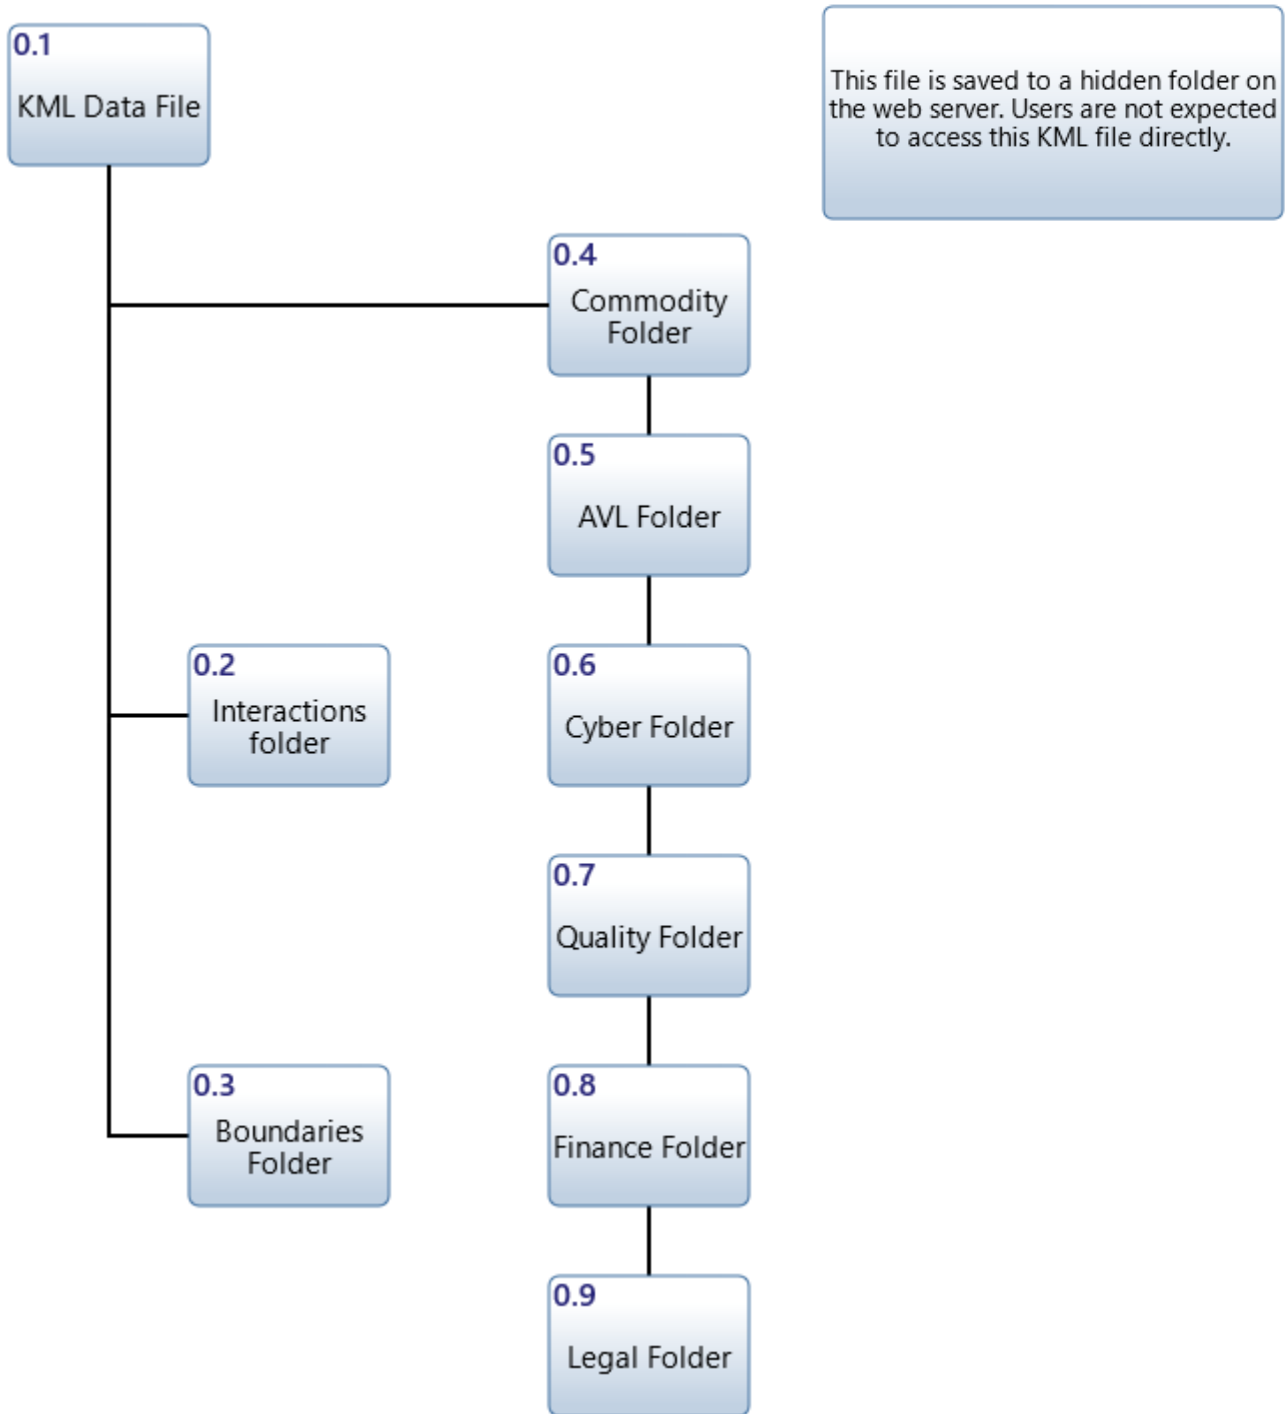 0.1
KML Data File
This file is saved to a hidden folder on
the web server. Users are not expected
to access this KML file directly.
0.4
Commodity
Folder
0.5
AVL Folder
0.2
Interactions
folder
0.6
Cyber Folder
0.7
Quality Folder
0.3
Boundaries
Folder
0.8
Finance Folder
0.9
Legal Folder